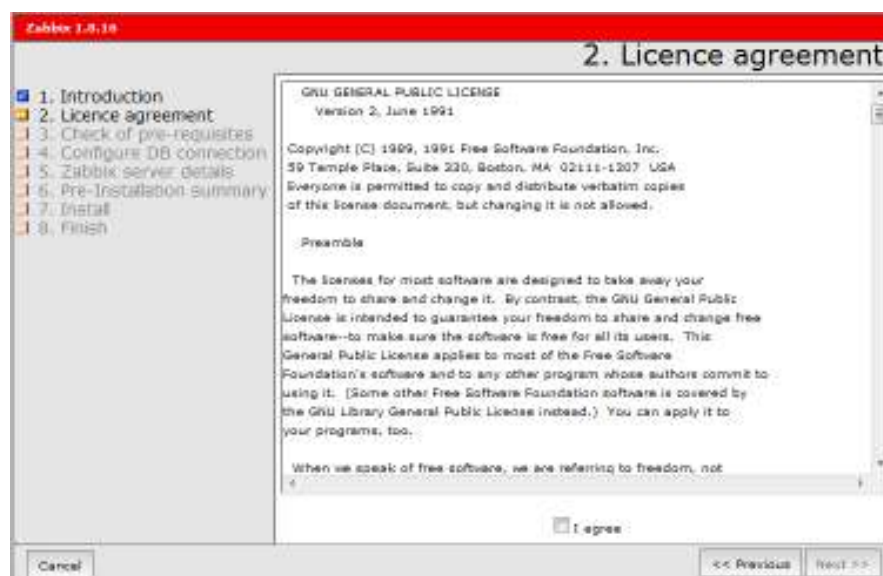 Zabbix 1.8.16
2. Licence agreement
1. Introduction
2. Licence agreement
3. Check of pre-requisites
4. Configure DB connection
5. Zabbix server details
6. Pre-Installation summary
7. Install
8. Finish
GNU GENERAL PUBLIC LICENSE
Version 2, June 1991
Copyright (C) 1989, 1991 Free Software Foundation, Inc.
59 Temple Place, Suite 330, Boston, MA 02111-1307 USA
Everyone is permitted to copy and distribute verbatim copies
of this license document, but changing it is not allowed.
Preamble
The licenses for most software are designed to take away your
freedom to share and change it. By contrast, the GNU General Public
License is intended to guarantee your freedom to share and change free
software--to make sure the software is free for all its users. This
General Public License applies to most of the Free Software
Foundation's software and to any other program whose authors commit to
using it. (Some other Free Software Foundation software is covered by
the GNU Library General Public License instead.) You can apply it to
your programs, too.
When we speak of free software, we are referring to freedom, not
I agree
Cancel
<< Previous
Next >>